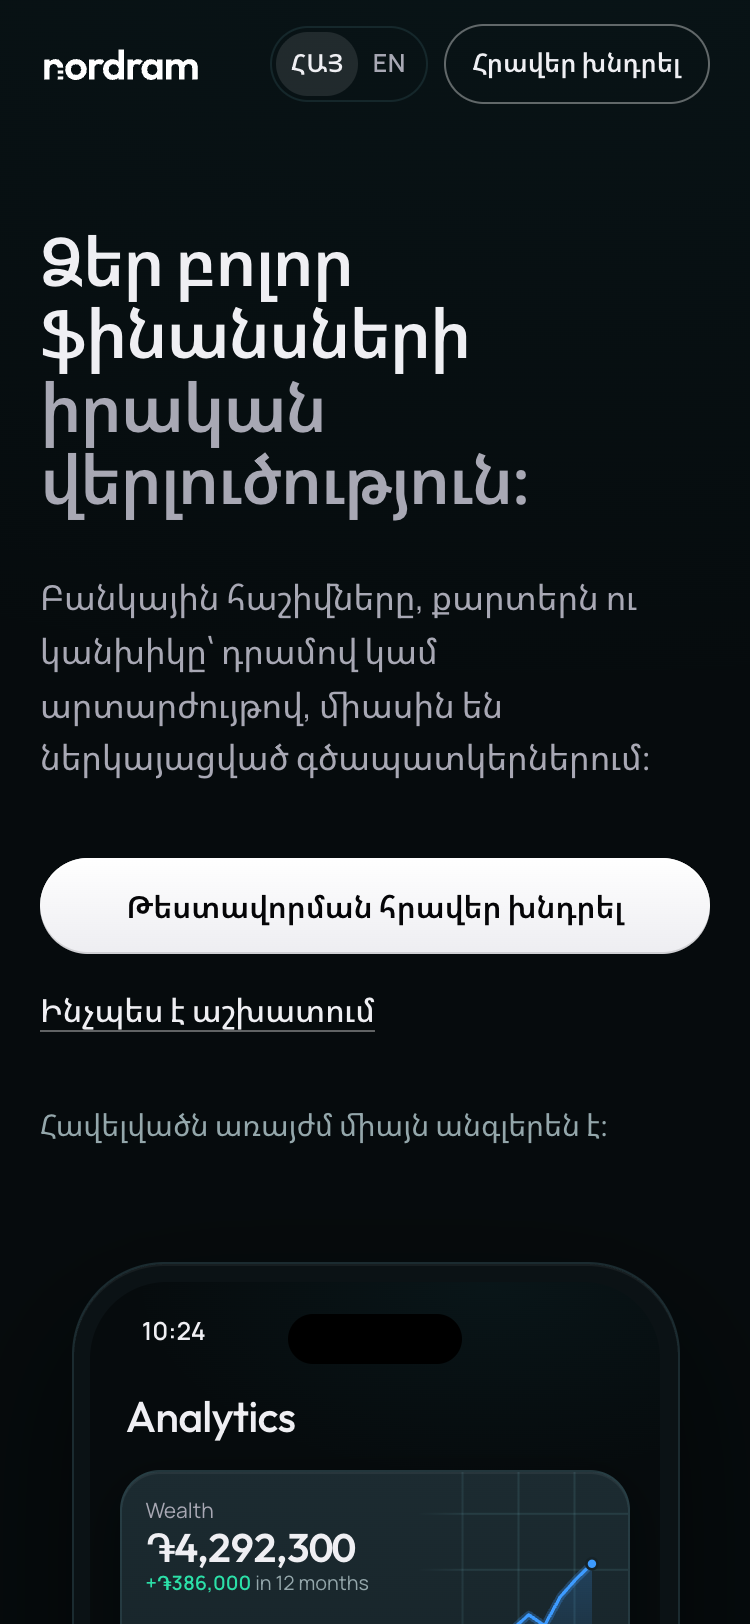 nordram
ՀԱՅ EN
Հրավեր խնդրել
Ձեր բոլոր
ֆինանսների
իրական
վերլուծություն:
Բանկային հաշիվները, քարտերն ու
կանխիկը՝ դրամով կամ
արտարժույթով, միասին են
ներկայացված գծապատկերներում:
Թեստավորման հրավեր խնդրել
Ինչպես է աշխատում
Հավելվածն առայժմ միայն անգլերեն է:
10:24
Analytics
Wealth
֏4,292,300
+֏386,000 in 12 months